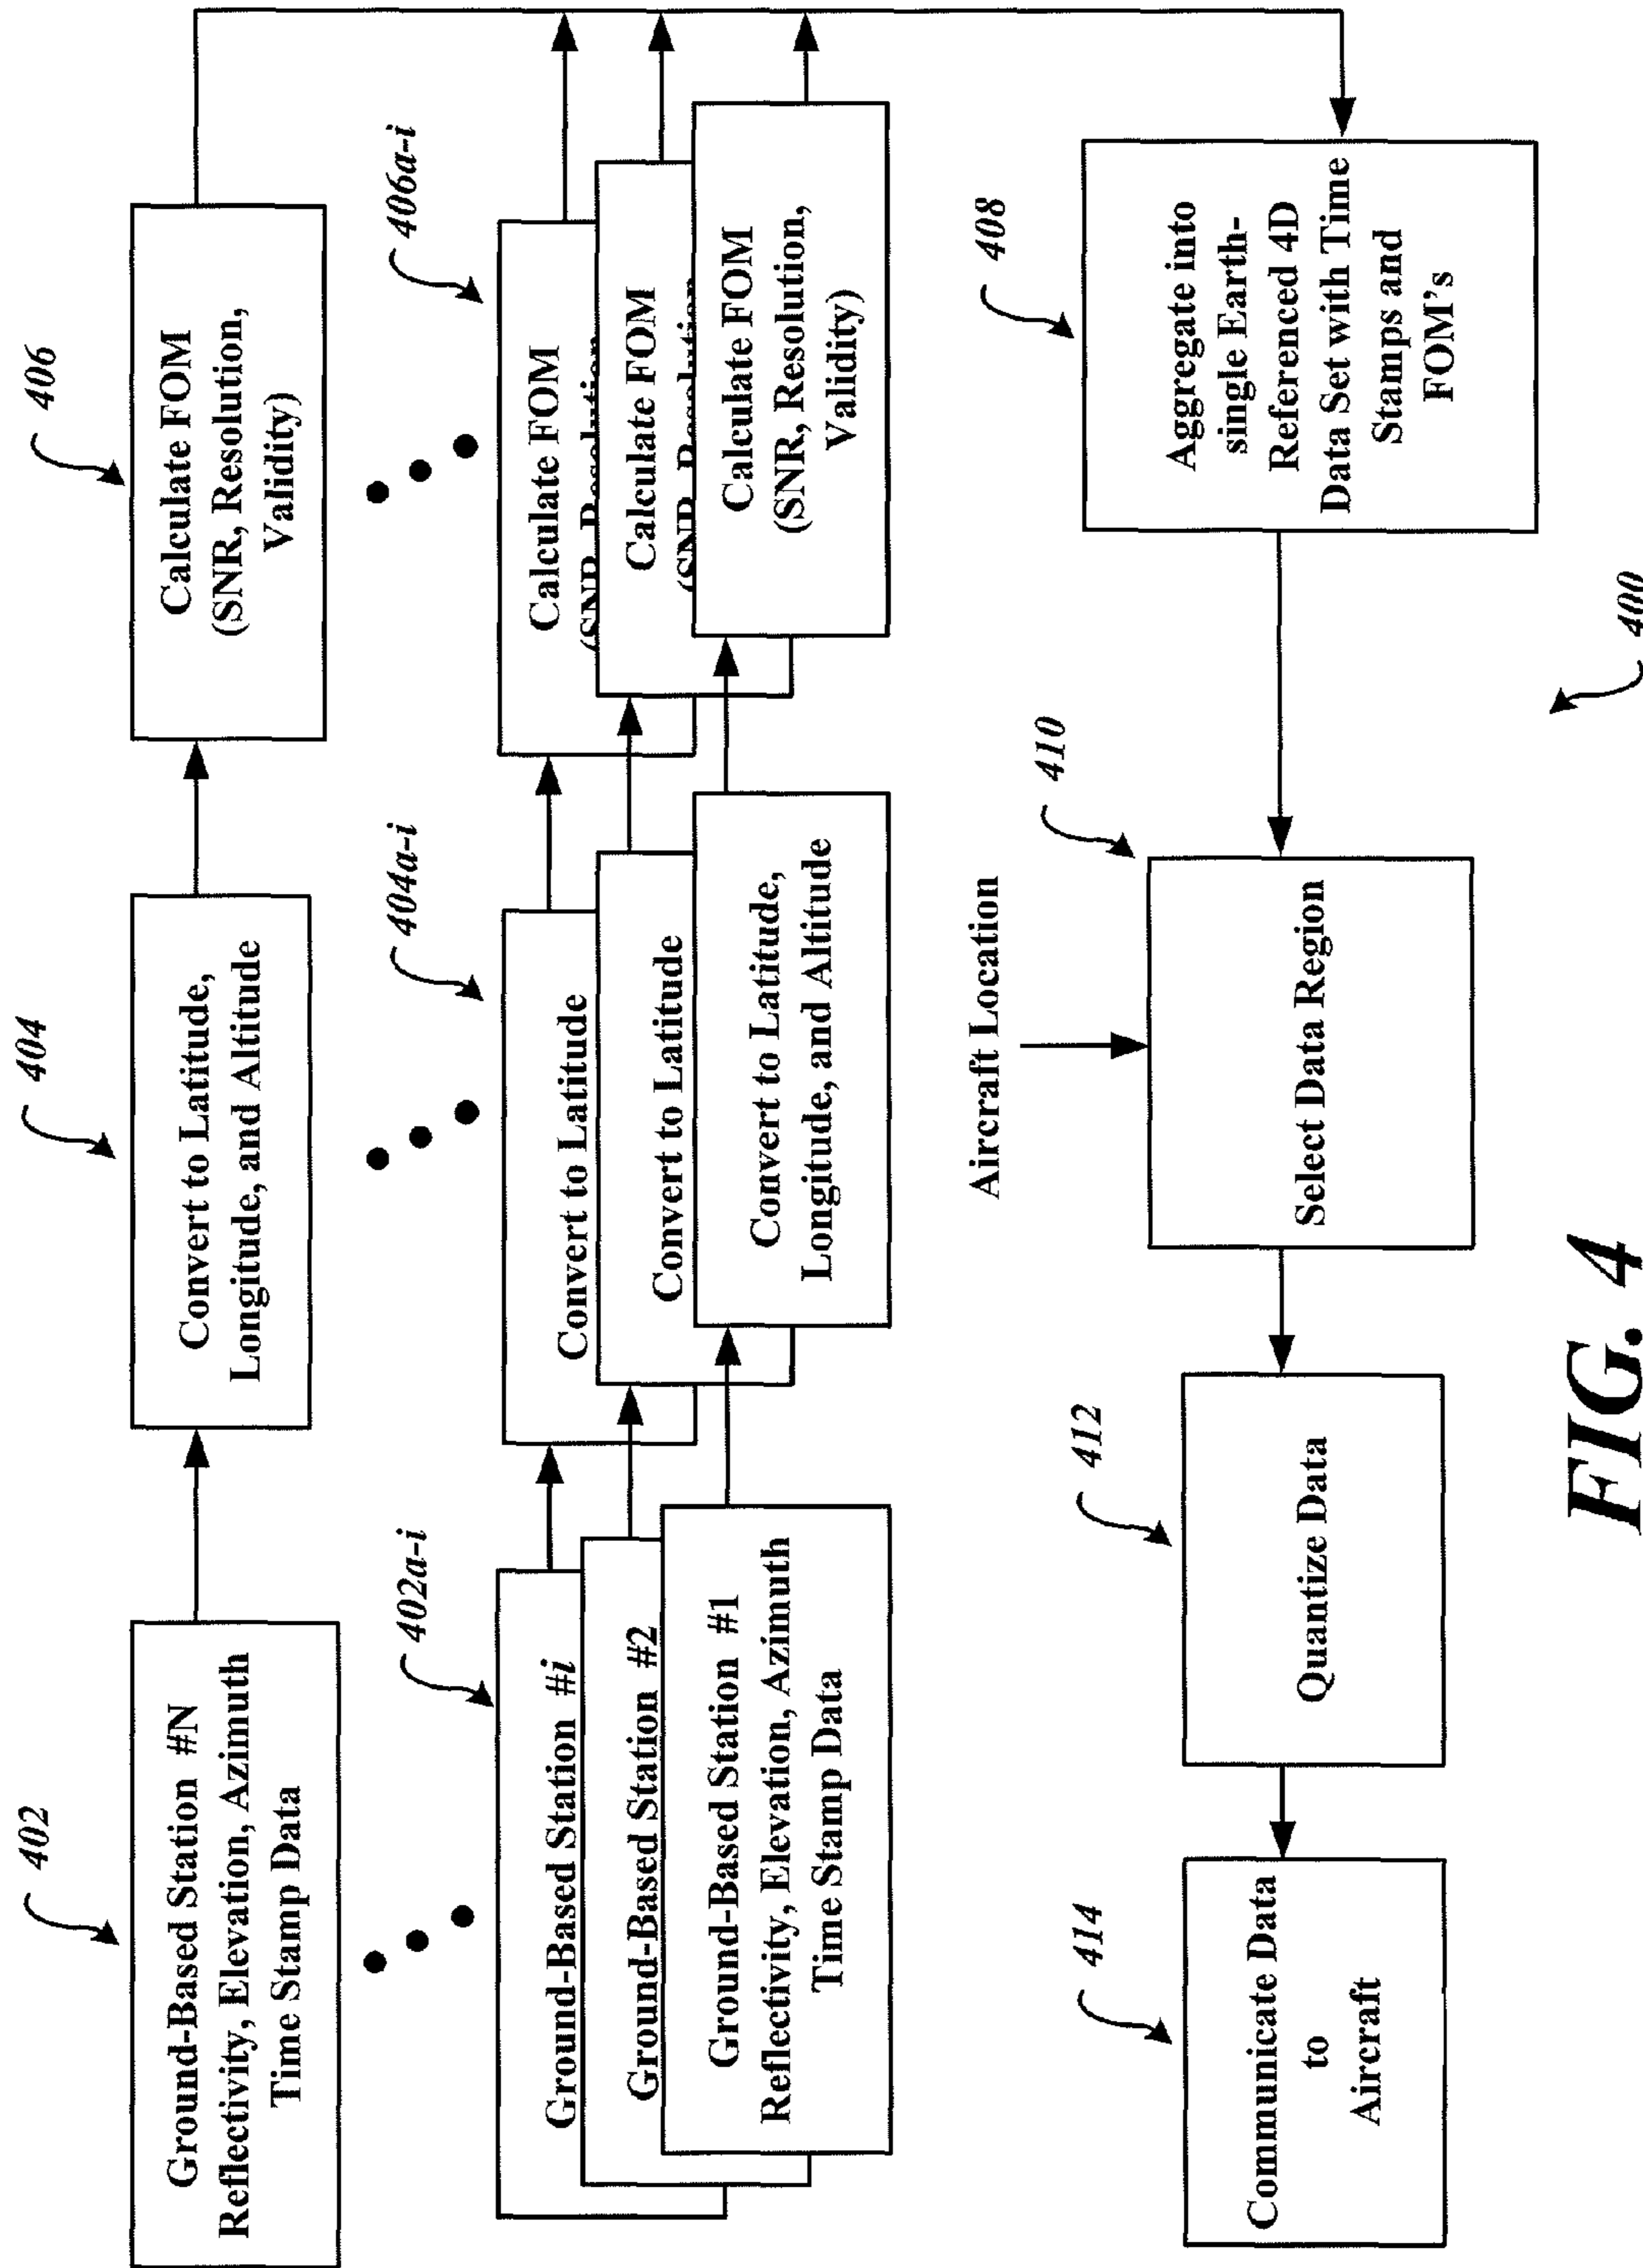 402
Ground-Based Station #N
Reflectivity, Elevation, Azimuth
Time Stamp Data
404
Convert to Latitude,
Longitude, and Altitude
406
Calculate FOM
(SNR, Resolution,
Validity)
402a-i
Ground-Based Station #i
Ground-Based Station #2
Ground-Based Station #1
Reflectivity, Elevation, Azimuth
Time Stamp Data
404a-i
Convert to Latitude
Convert to Latitude
Convert to Latitude,
Longitude, and Altitude
406a-i
Calculate FOM
(SNR, Resolution
Calculate FOM
(SNR, Resolution
Calculate FOM
(SNR, Resolution,
Validity)
408
Aggregate into
single Earth-
Referenced 4D
Data Set with Time
Stamps and
FOM's
Aircraft Location
410
Select Data Region
412
Quantize Data
414
Communicate Data
to
Aircraft
400
FIG. 4